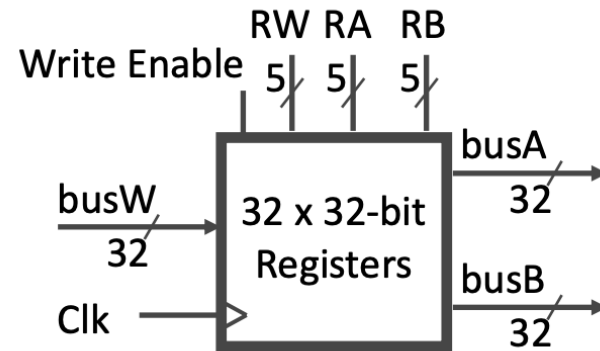 RW RA RB
Write Enable
5 5 5
busA
32
busW
32
32 x 32-bit
Registers
busB
32
Clk